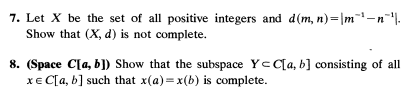 7. Let X be the set of all positive integers and d(m, n)=|m⁻¹−n⁻¹|.
Show that (X, d) is not complete.
8. (Space C[a, b]) Show that the subspace Y⊂C[a, b] consisting of all
x∈C[a, b] such that x(a)=x(b) is complete.